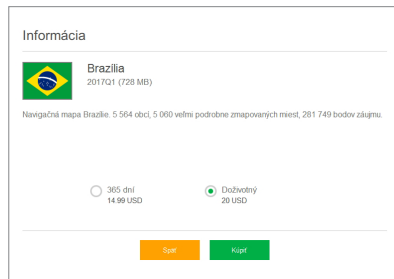 Informácia
Brazília
2017Q1 (728 MB)
Navigačná mapa Brazílie. 5 564 obcí, 5 060 veľmi podrobne zmapovaných miest, 281 749 bodov záujmu.
365 dní
14.99 USD
Doživotný
20 USD
Späť
Kúpiť